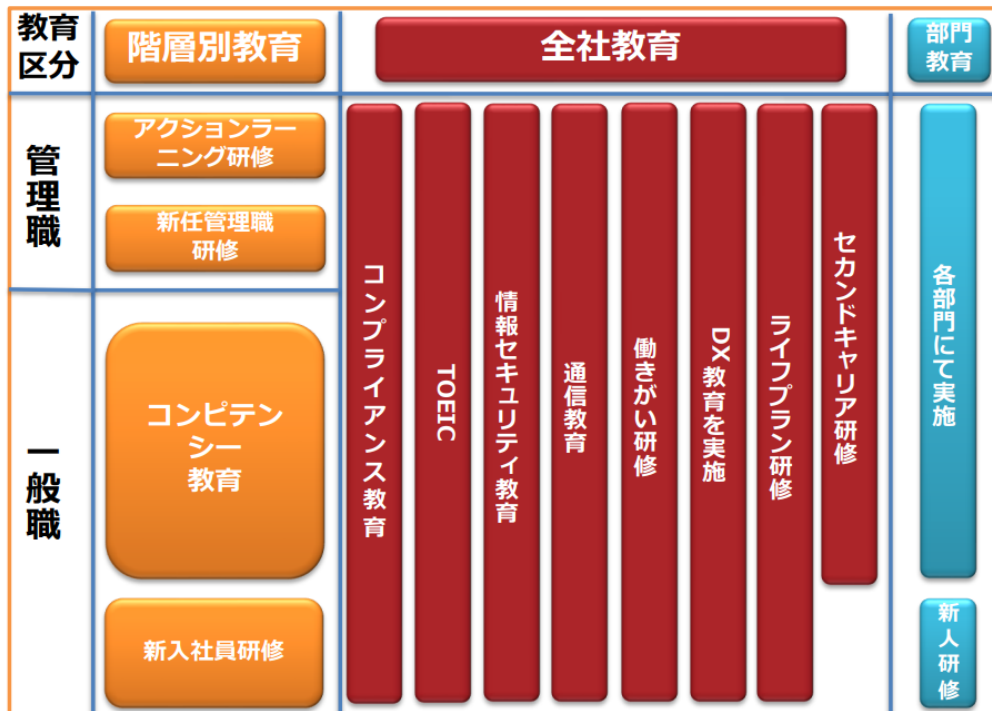 教育
区分
階層別教育
全社教育
部門
教育
管理職
アクションラー
ニング研修
新任管理職
研修
一般職
コンピテン
シー
教育
新入社員研修
コンプライアンス教育
TOEIC
情報セキュリティ教育
通信教育
働きがい研修
DX教育を実施
ライフプラン研修
セカンドキャリア研修
各部門にて実施
新人研修